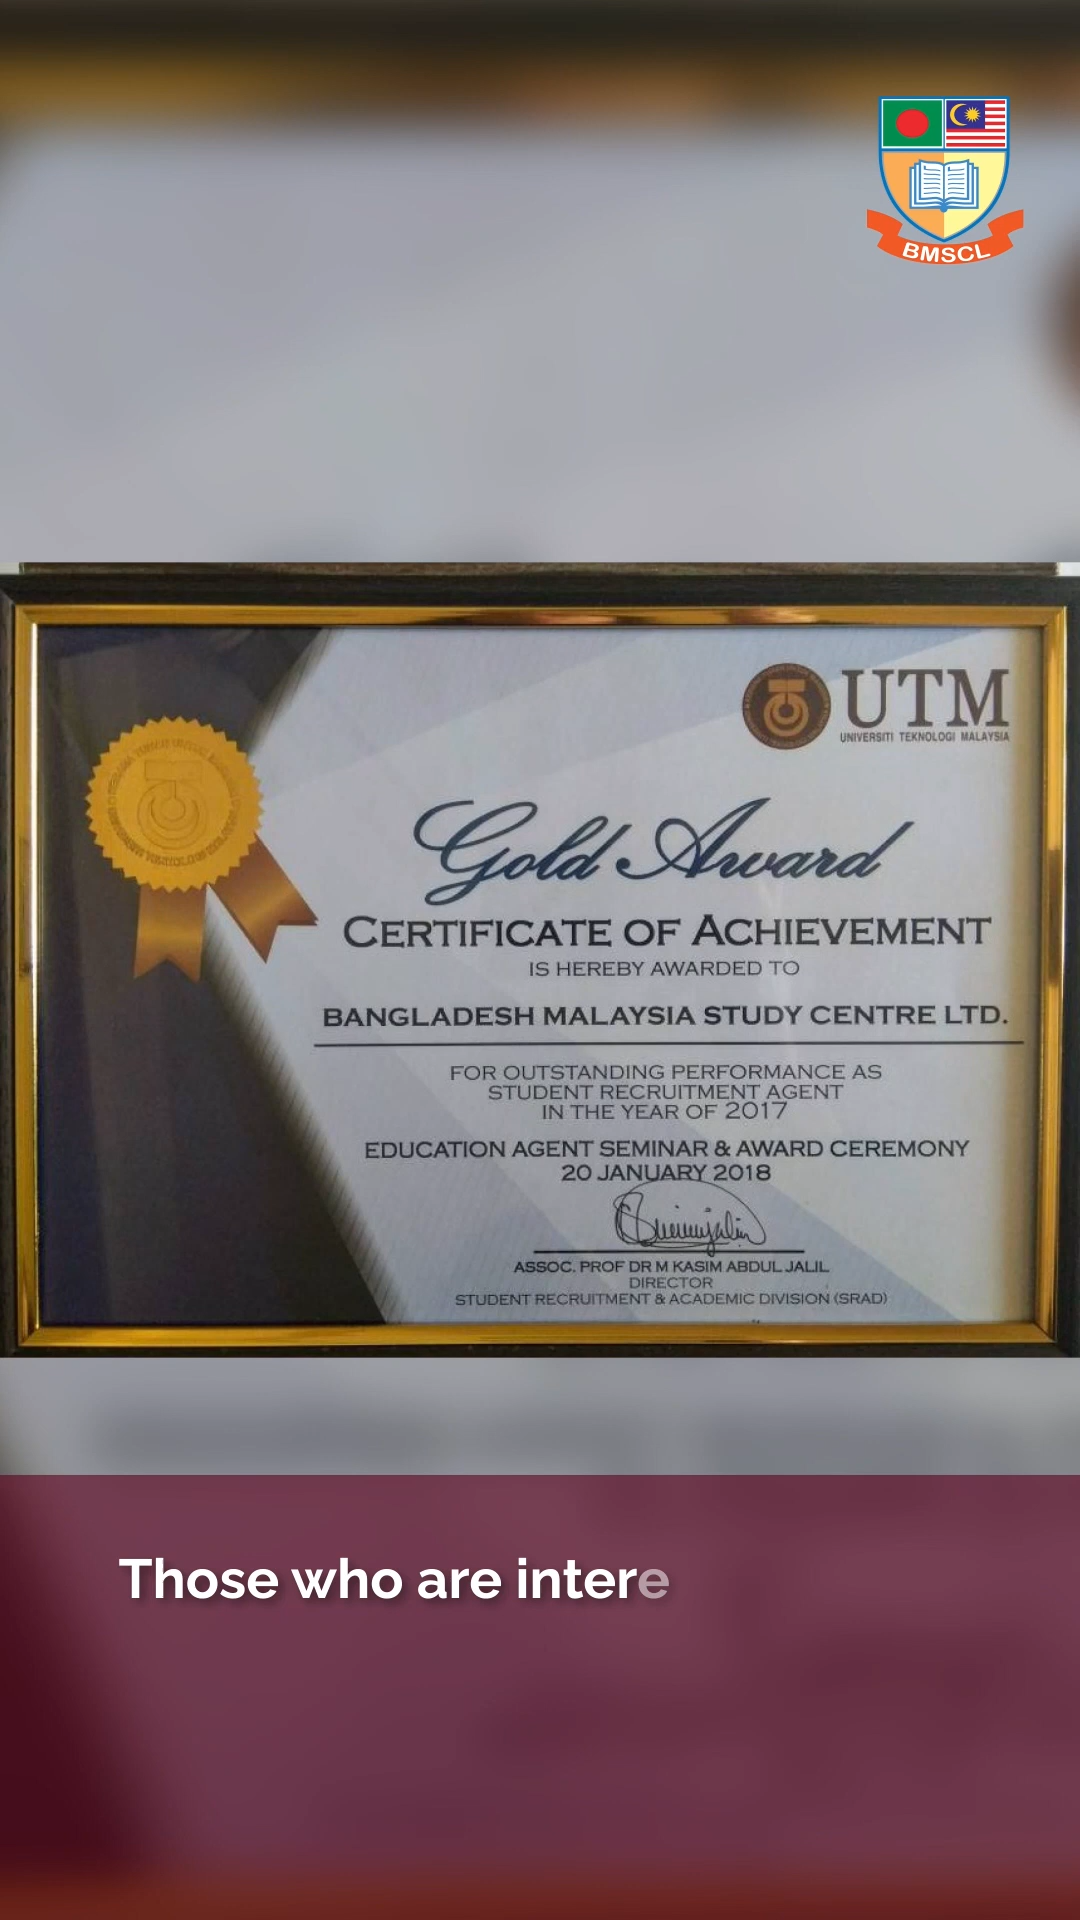 BMSCL
UTM
UNIVERSITI TEKNOLOGI MALAYSIA
Gold Award
CERTIFICATE OF ACHIEVEMENT
IS HEREBY AWARDED TO
BANGLADESH MALAYSIA STUDY CENTRE LTD.
FOR OUTSTANDING PERFORMANCE AS
STUDENT RECRUITMENT AGENT
IN THE YEAR OF 2017
EDUCATION AGENT SEMINAR & AWARD CEREMONY
20 JANUARY 2018
ASSOC. PROF DR M KASIM ABDUL JALIL
DIRECTOR
STUDENT RECRUITMENT & ACADEMIC DIVISION (SRAD)
Those who are intere